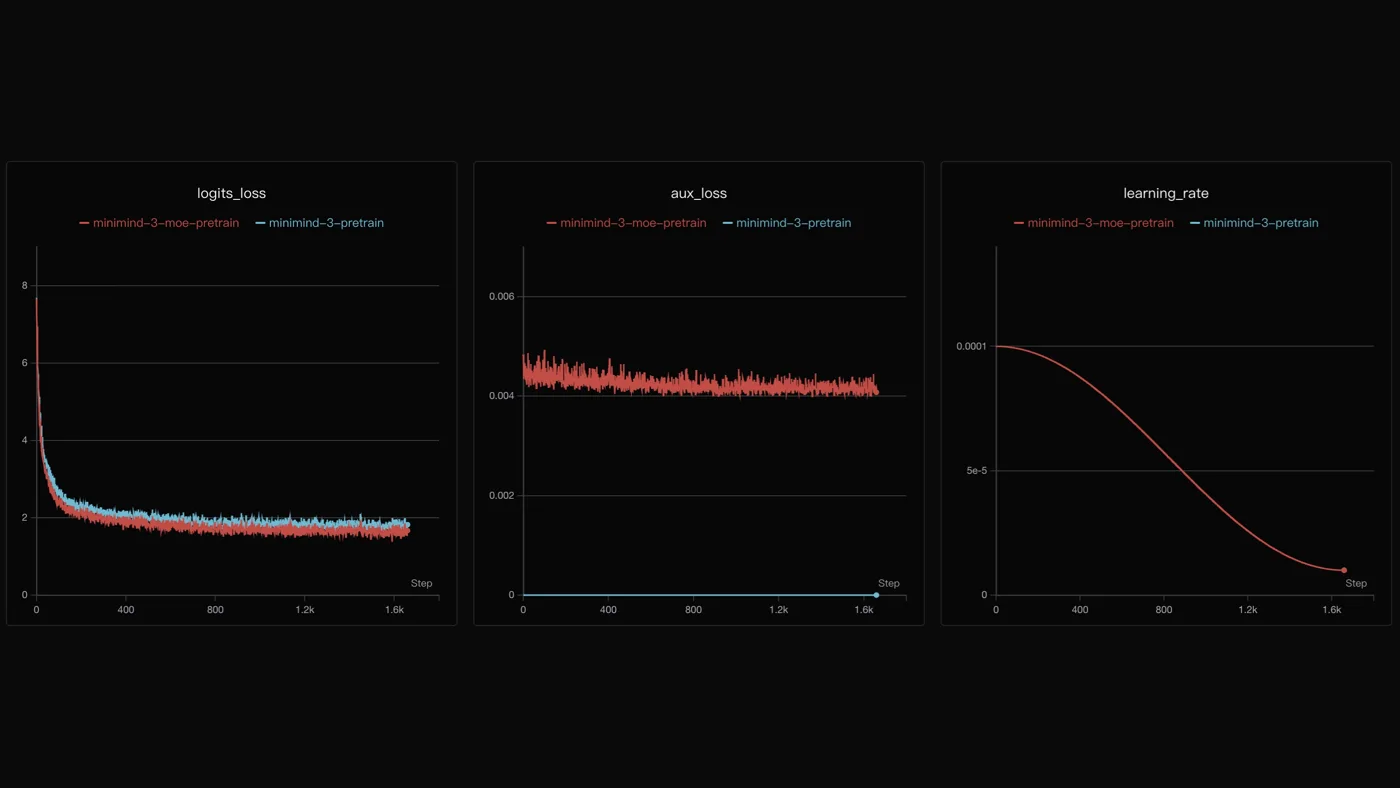 logits_loss
minimind-3-moe-pretrain minimind-3-pretrain
8
6
4
2
0
Step
0 400 800 1.2k 1.6k
aux_loss
minimind-3-moe-pretrain minimind-3-pretrain
0.006
0.004
0.002
0
Step
0 400 800 1.2k 1.6k
learning_rate
minimind-3-moe-pretrain minimind-3-pretrain
0.0001
5e-5
0
Step
0 400 800 1.2k 1.6k